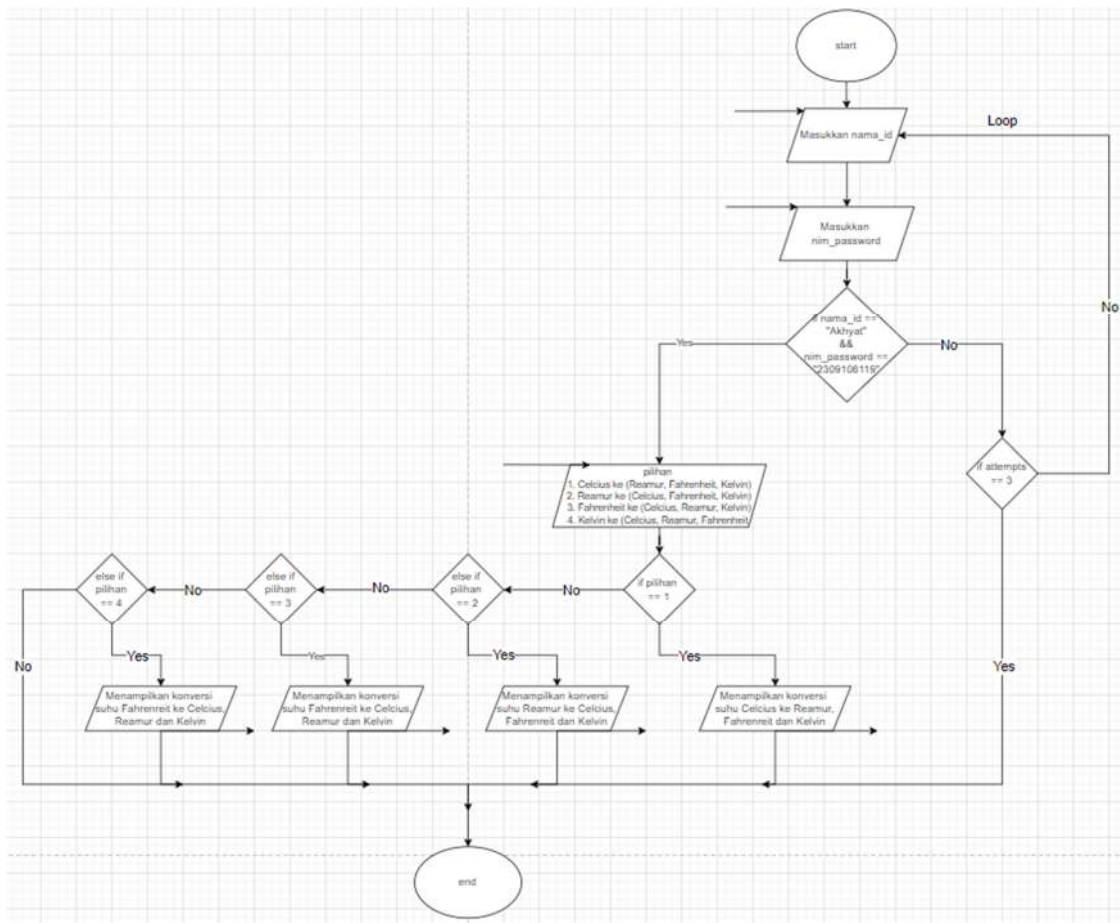 start
Masukkan nama_id
Loop
Masukkan
nim_password
No
if nama_id ==
"Akhyat"
&&
nim_password ==
"2309106119"
Yes
No
if attempts
== 3
pilihan
1. Celcius ke (Reamur, Fahrenheit, Kelvin)
2. Reamur ke (Celcius, Fahrenheit, Kelvin)
3. Fahrenheit ke (Celcius, Reamur, Kelvin)
4. Kelvin ke (Celcius, Reamur, Fahrenheit
else if
pilihan
== 4
No
else if
pilihan
== 3
No
else if
pilihan
== 2
No
if pilihan
== 1
No
Yes
Yes
Yes
Yes
Yes
Menampilkan konversi
suhu Fahrenreit ke Celcius,
Reamur dan Kelvin
Menampilkan konversi
suhu Fahrenreit ke Celcius,
Reamur dan Kelvin
Menampilkan konversi
suhu Reamur ke Celcius,
Fahrenreit dan Kelvin
Menampilkan konversi
suhu Celcius ke Reamur,
Fahrenreit dan Kelvin
end